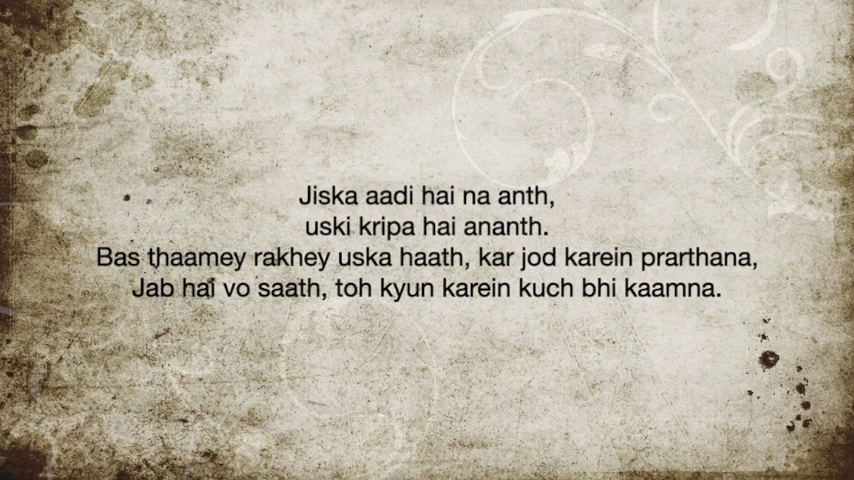 Jiska aadi hai na anth,
uski kripa hai ananth.
Bas thaamey rakhey uska haath, kar jod karein prarthana,
Jab hai vo saath, toh kyun karein kuch bhi kaamna.